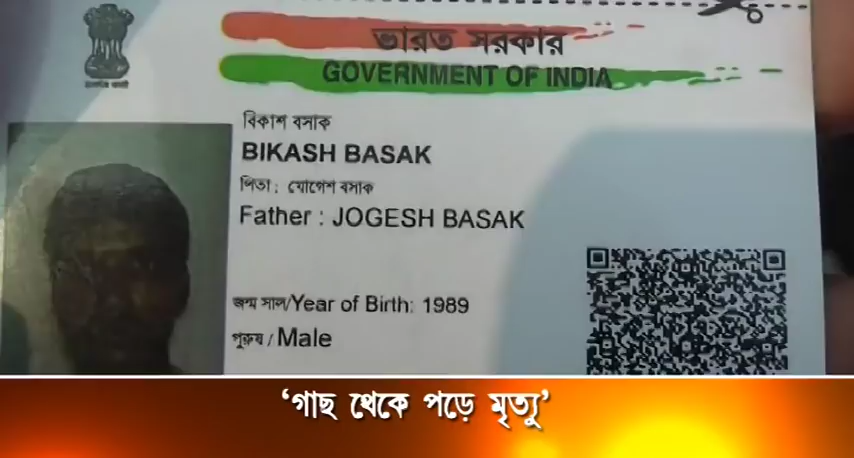 ভারত সরকার
GOVERNMENT OF INDIA
বিকাশ বসাক
BIKASH BASAK
পিতা : যোগেশ বসাক
Father : JOGESH BASAK
জন্ম সাল/Year of Birth: 1989
পুরুষ / Male
‘গাছ থেকে পড়ে মৃত্যু’